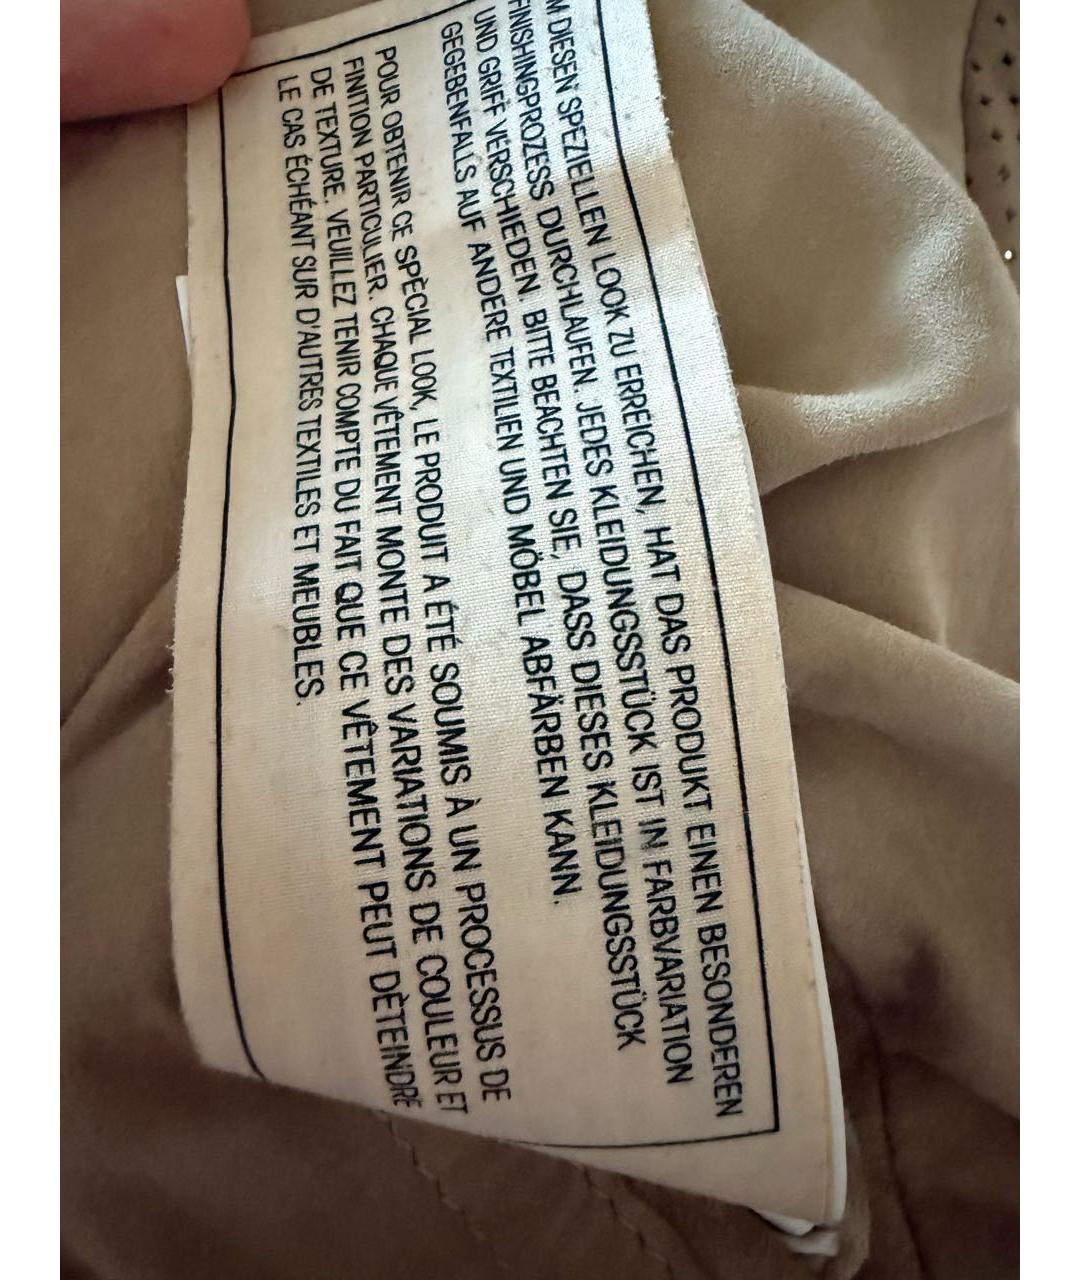 M DIESEN SPEZIELLEN LOOK ZU ERREICHEN, HAT DAS PRODUKT EINEN BESONDEREN
FINISHINGPROZESS DURCHLAUFEN. JEDES KLEIDUNGSSTÜCK IST IN FARBVARIATION
UND GRIFF VERSCHIEDEN. BITTE BEACHTEN SIE, DASS DIESES KLEIDUNGSSTÜCK
GEGEBENFALLS AUF ANDERE TEXTILIEN UND MÖBEL ABFÄRBEN KANN.
POUR OBTENIR CE SPÈCIAL LOOK, LE PRODUIT A ÉTÉ SOUMIS À UN PROCESSUS DE
FINITION PARTICULIER. CHAQUE VÊTEMENT MONTE DES VARIATIONS DE COULEUR ET
DE TEXTURE. VEUILLEZ TENIR COMPTE DU FAIT QUE CE VÊTEMENT PEUT DÈTEINDRE
LE CAS ÉCHÉANT SUR D'AUTRES TEXTILES ET MEUBLES.